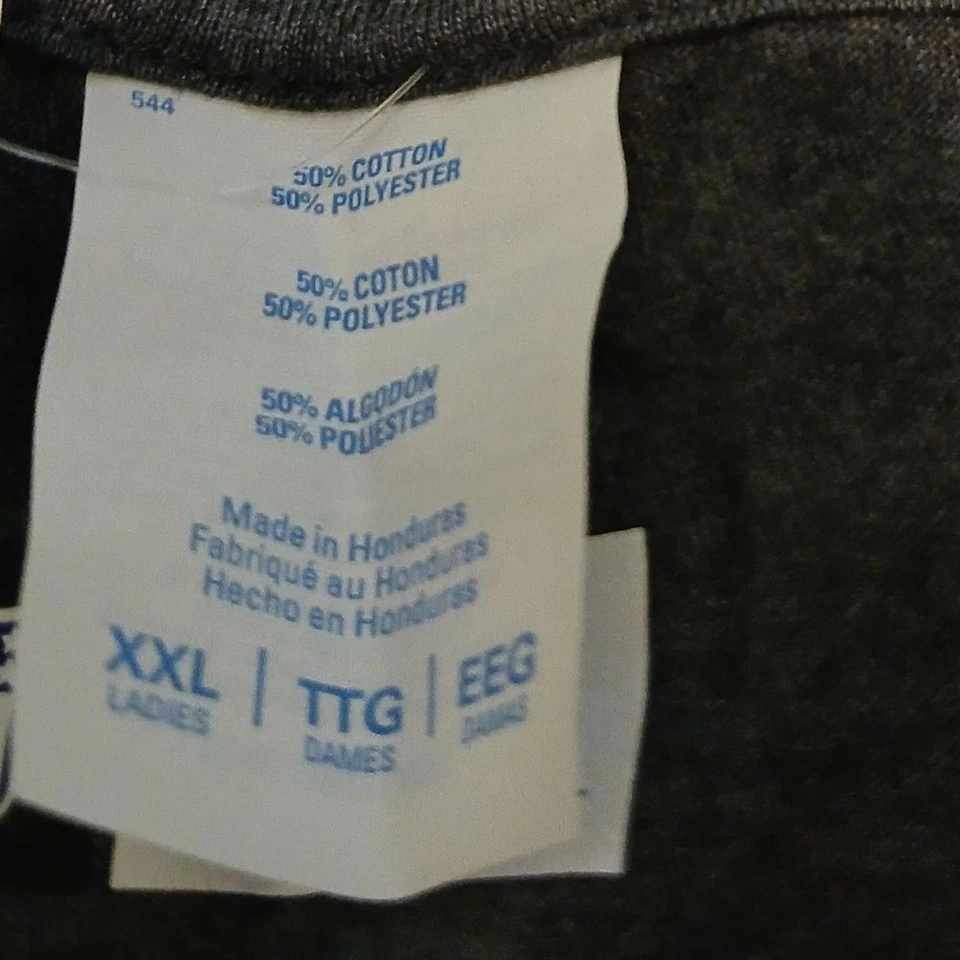 544
50% COTTON
50% POLYESTER
50% COTON
50% POLYESTER
50% ALGODÓN
50% POLIESTER
Made in Honduras
Fabriqué au Honduras
Hecho en Honduras
XXL | TTG | EEG
LADIES DAMES DAMAS